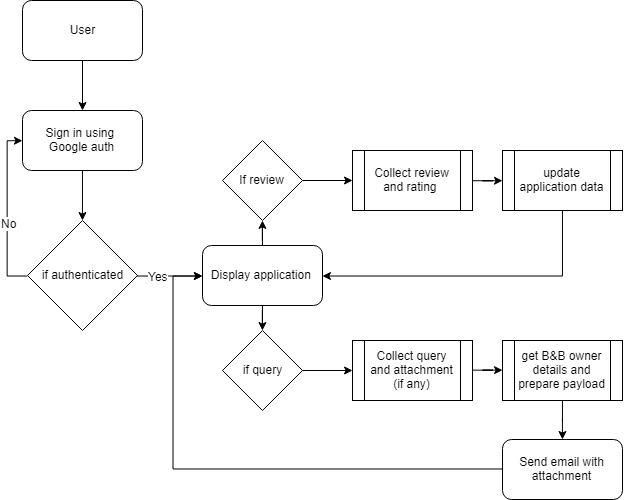 User
Sign in using
Google auth
No
if authenticated
Yes
If review
Collect review
and rating
update
application data
Display application
if query
Collect query
and attachment
(if any)
get B&B owner
details and
prepare payload
Send email with
attachment